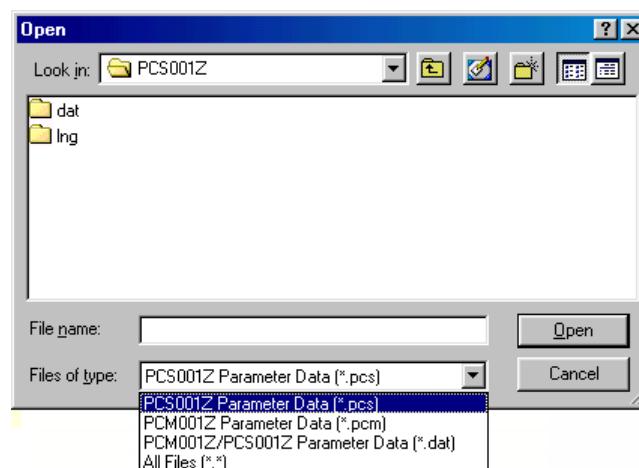 Open
Look in: PCS001Z
dat
lng
File name: Open
Files of type: PCS001Z Parameter Data (*.pcs) Cancel
PCS001Z Parameter Data (*.pcs)
PCM001Z Parameter Data (*.pcm)
PCM001Z/PCS001Z Parameter Data (*.dat)
All Files (*.*)